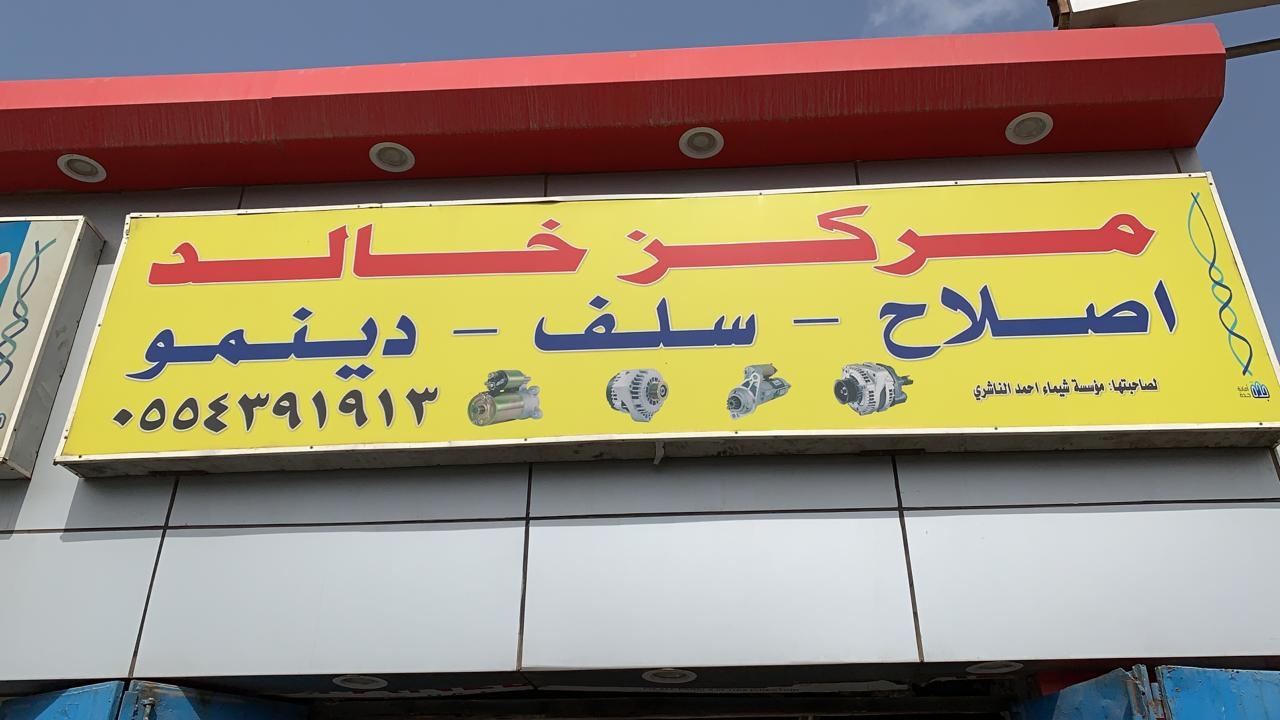 مركز خالد
اصلاح - سلف - دينمو
لصاحبتها: مؤسسة شيماء احمد الناشري
٠٥٥٤٣٩١٩١٣